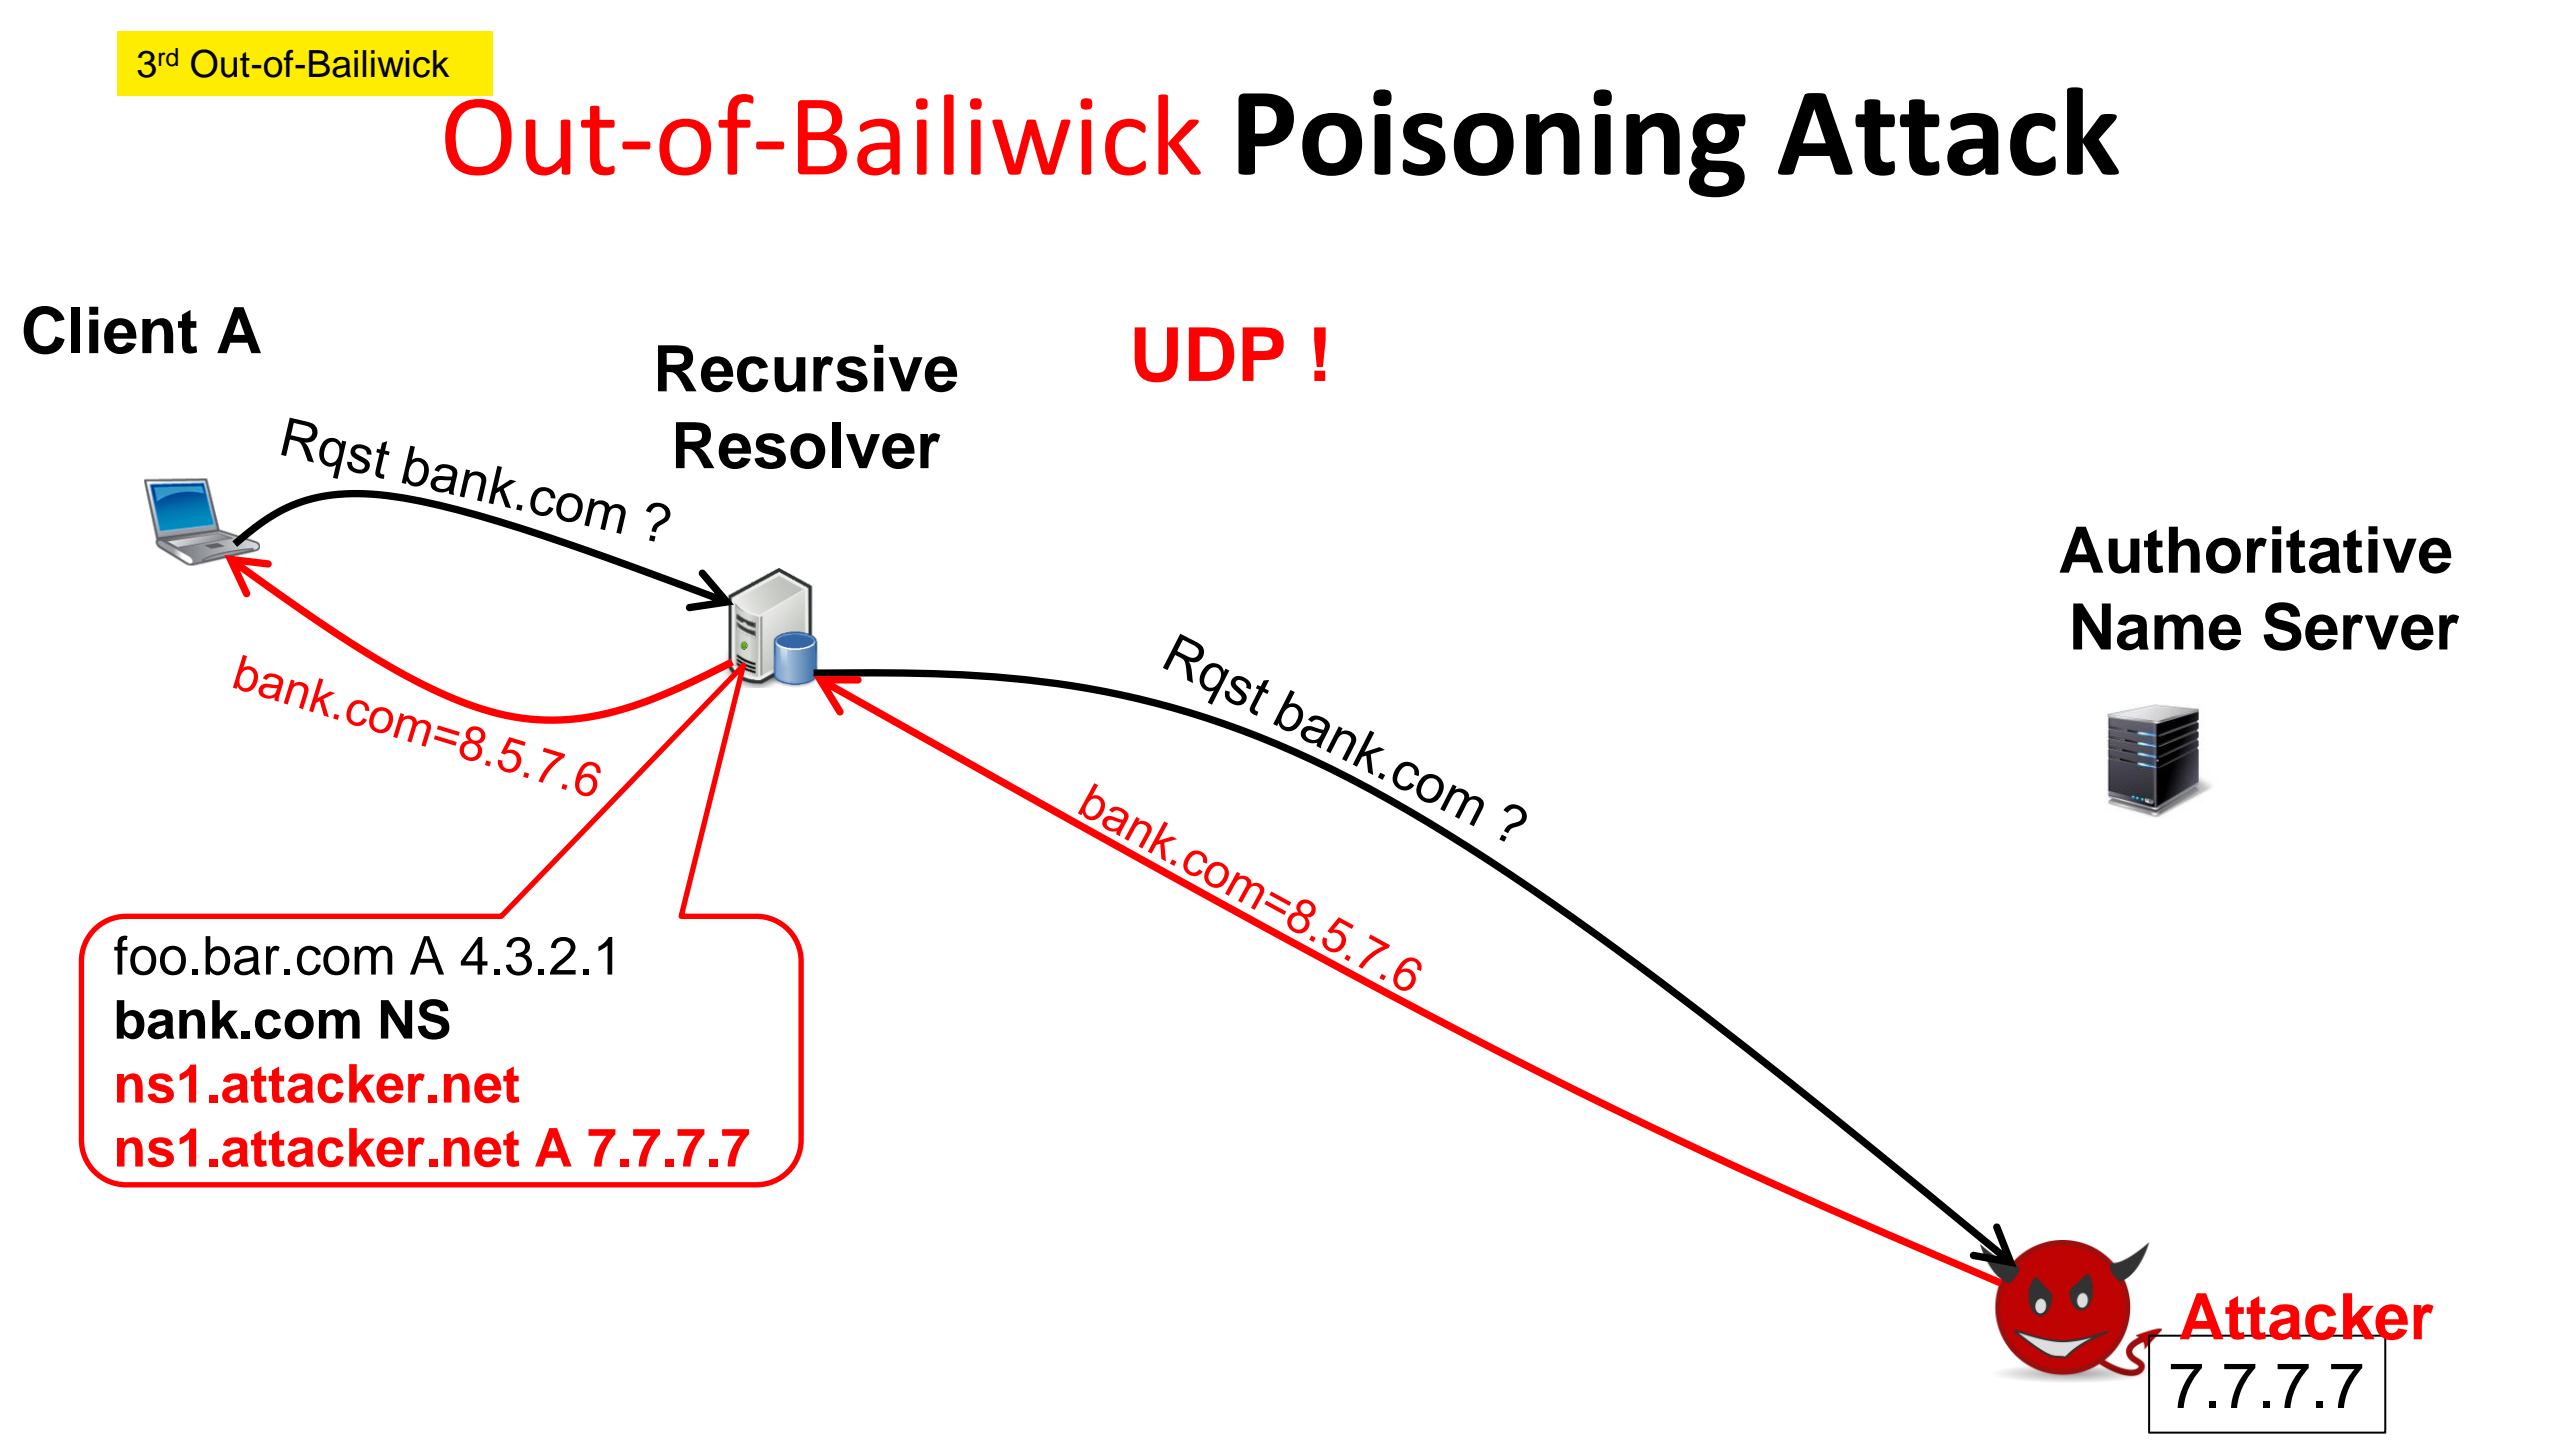 3rd Out-of-Bailiwick
Out-of-Bailiwick Poisoning Attack
Client A
Recursive
Resolver
UDP !
Rqst bank.com ?
Authoritative
Name Server
Rqst bank.com ?
bank.com=8.5.7.6
bank.com=8.5.7.6
foo.bar.com A 4.3.2.1
bank.com NS
ns1.attacker.net
ns1.attacker.net A 7.7.7.7
Attacker
7.7.7.7